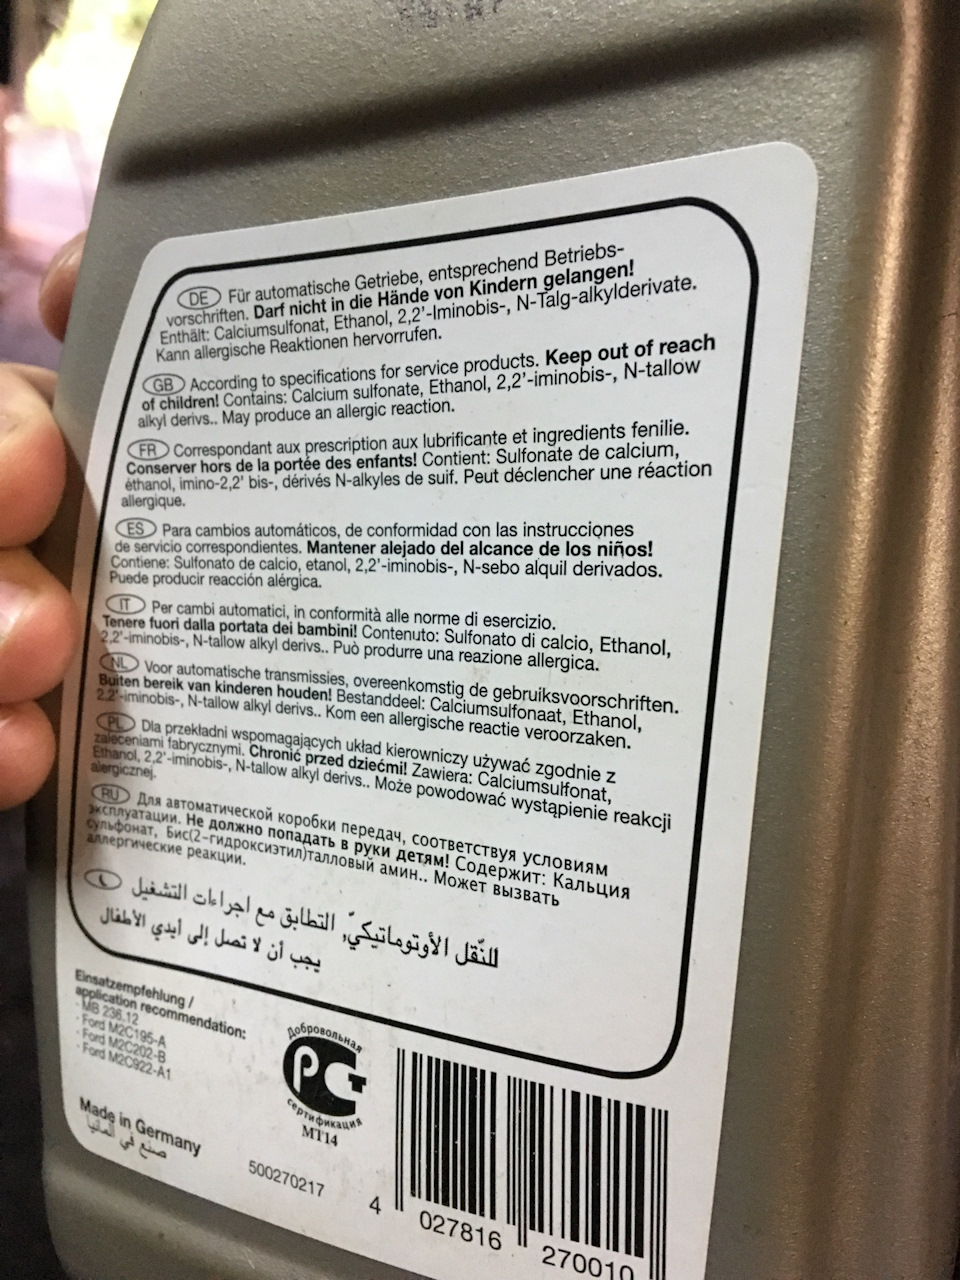 DE Für automatische Getriebe, entsprechend Betriebs-
vorschriften. Darf nicht in die Hände von Kindern gelangen!
Enthält: Calciumsulfonat, Ethanol, 2,2'-Iminobis-, N-Talg-alkylderivate.
Kann allergische Reaktionen hervorrufen.
GB According to specifications for service products. Keep out of reach
of children! Contains: Calcium sulfonate, Ethanol, 2,2'-iminobis-, N-tallow
alkyl derivs.. May produce an allergic reaction.
FR Correspondant aux prescription aux lubrificante et ingredients fenilie.
Conserver hors de la portée des enfants! Contient: Sulfonate de calcium,
éthanol, imino-2,2' bis-, dérivés N-alkyles de suif. Peut déclencher une réaction
allergique.
ES Para cambios automáticos, de conformidad con las instrucciones
de servicio correspondientes. Mantener alejado del alcance de los niños!
Contiene: Sulfonato de calcio, etanol, 2,2'-iminobis-, N-sebo alquil derivados.
Puede producir reacción alérgica.
IT Per cambi automatici, in conformità alle norme di esercizio.
Tenere fuori dalla portata dei bambini! Contenuto: Sulfonato di calcio, Ethanol,
2,2'-iminobis-, N-tallow alkyl derivs.. Può produrre una reazione allergica.
NL Voor automatische transmissies, overeenkomstig de gebruiksvoorschriften.
Buiten bereik van kinderen houden! Bestanddeel: Calciumsulfonaat, Ethanol,
2,2'-iminobis-, N-tallow alkyl derivs.. Kom een allergische reactie veroorzaken.
PL Dla przekładni wspomagających układ kierowniczy używać zgodnie z
zaleceniami fabrycznymi. Chronić przed dziećmi! Zawiera: Calciumsulfonat,
Ethanol, 2,2'-iminobis-, N-tallow alkyl derivs.. Może powodować wystąpienie reakcji
alergicznej.
RU Для автоматической коробки передач, соответствуя условиям
эксплуатации. Не должно попадать в руки детям! Содержит: Кальция
сульфонат, Бис(2-гидроксиэтил)талловый амин.. Может вызвать
аллергические реакции.
للنّقل الأوتوماتيكيّ, التطابق مع اجراءات التشغيل
يجب أن لا تصل إلى أيدي الأطفال
Einsatzempfehlung /
application recommendation:
· MB 236.12
· Ford M2C195-A
· Ford M2C202-B
· Ford M2C922-A1
Добровольная
РСТ
сертификация
МТ14
Made in Germany
صنع في ألمانيا
500270217
4 027816 270010